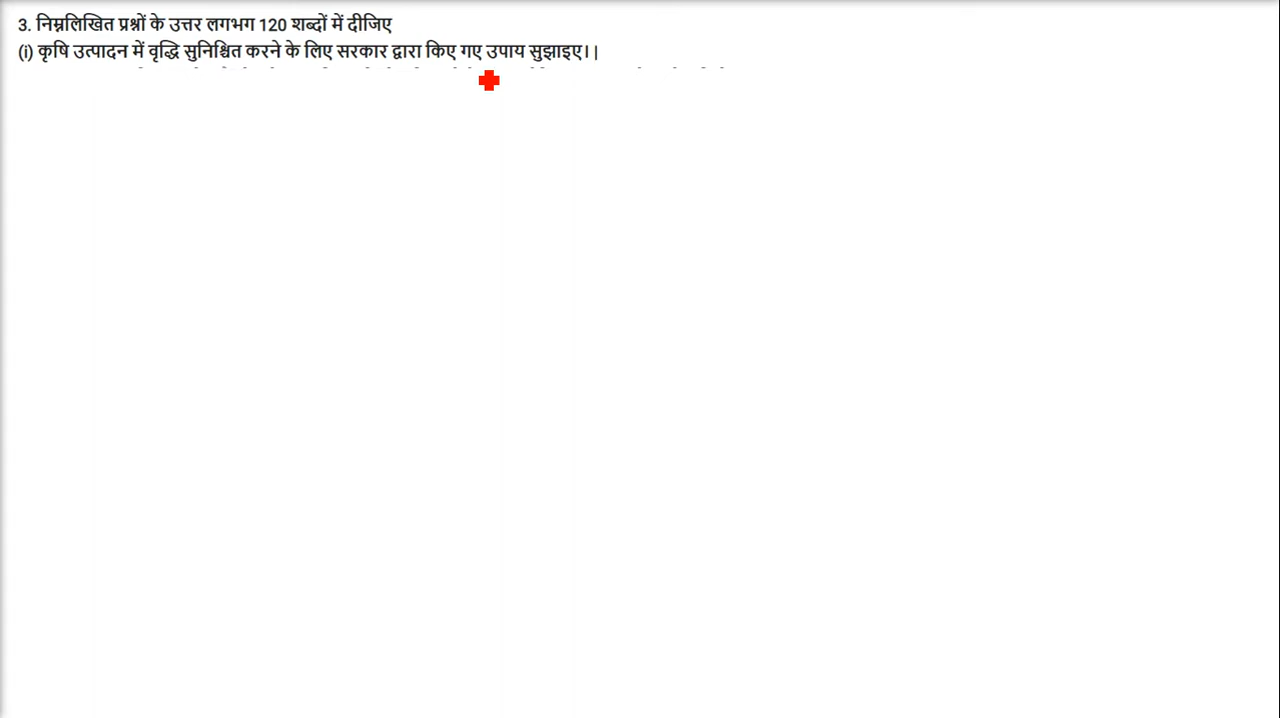 3. निम्नलिखित प्रश्नों के उत्तर लगभग 120 शब्दों में दीजिए
(i) कृषि उत्पादन में वृद्धि सुनिश्चित करने के लिए सरकार द्वारा किए गए उपाय सुझाइए।|